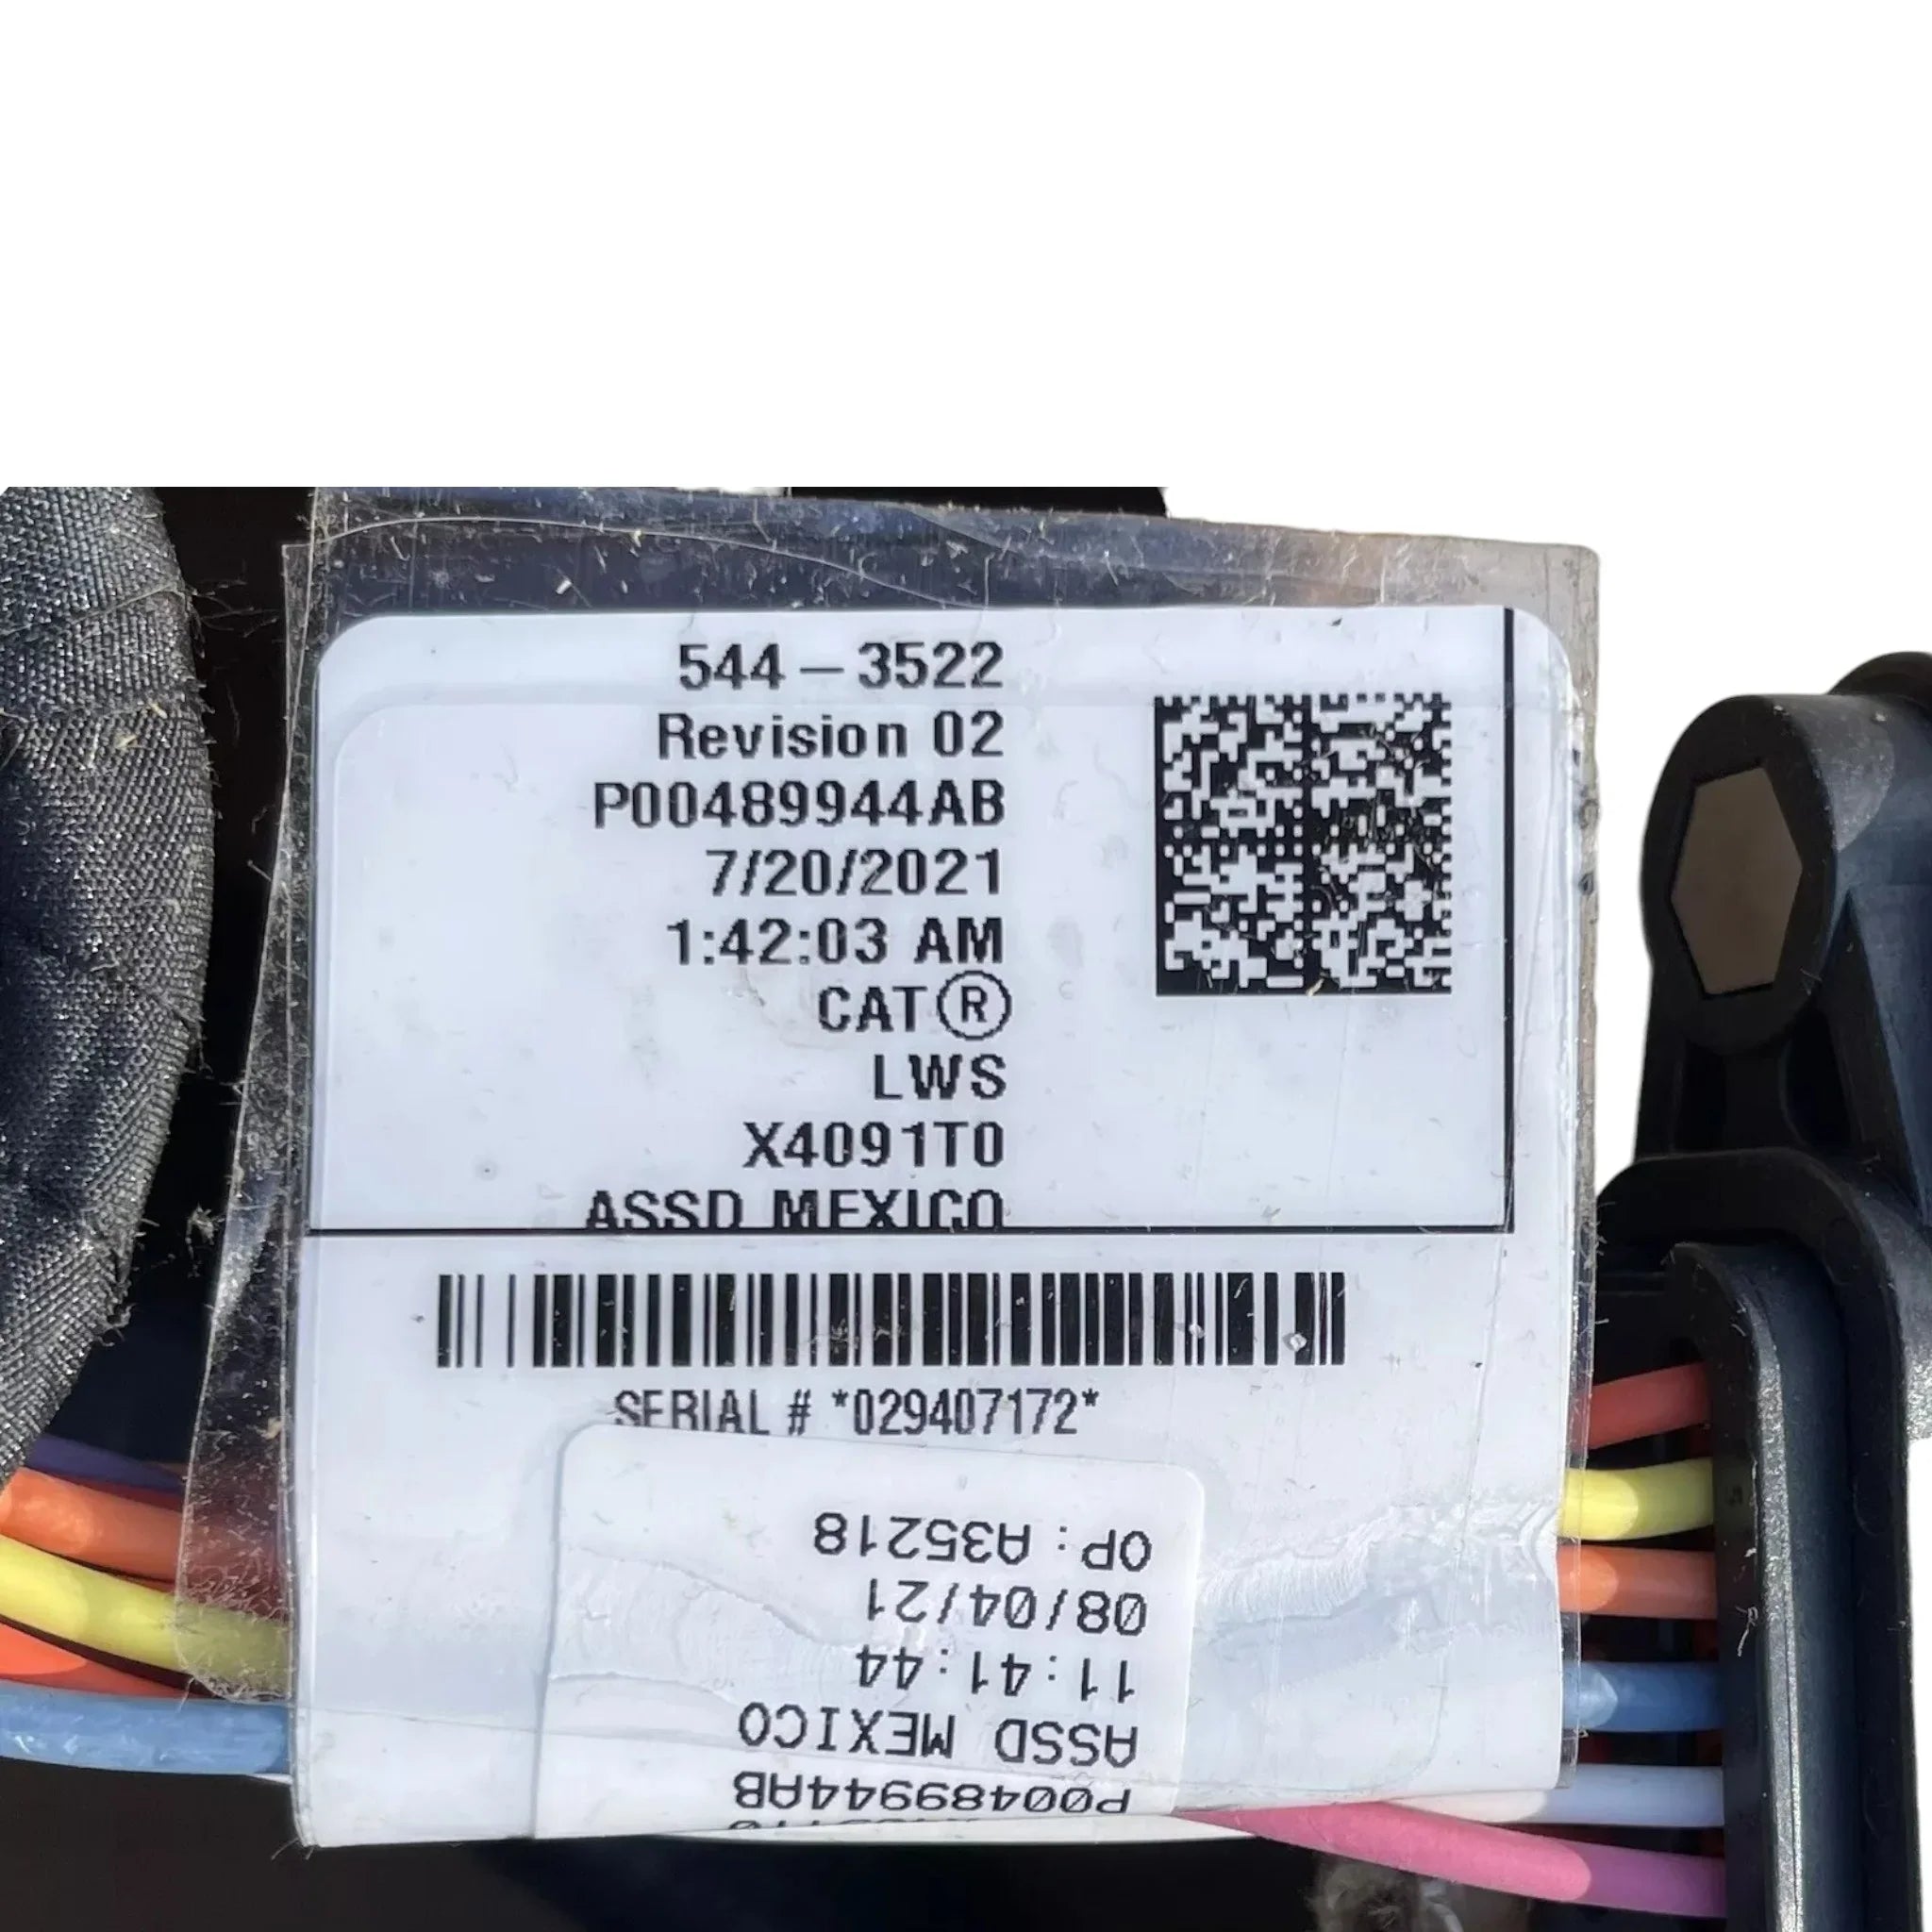 544-3522
Revision 02
P00489944AB
7/20/2021
1:42:03 AM
CAT®
LWS
X4091T0
ASSD MEXICO
SERIAL # *029407172*
OP: A35218
08/04/21
11:41:44
ASSD MEXICO
P00489944AB